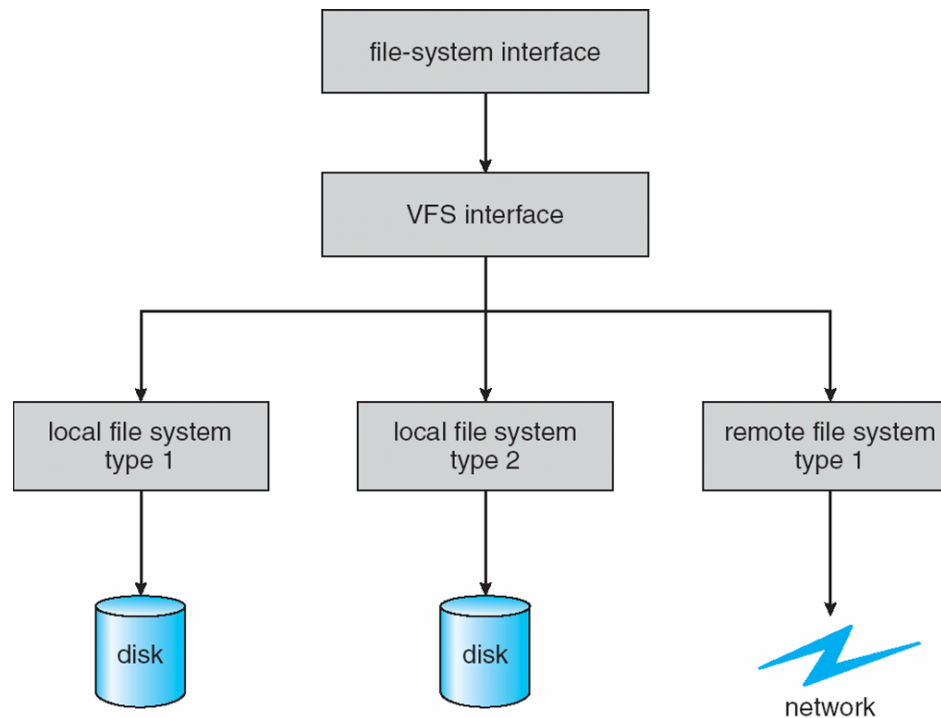 file-system interface
VFS interface
local file system
type 1
local file system
type 2
remote file system
type 1
disk
disk
network